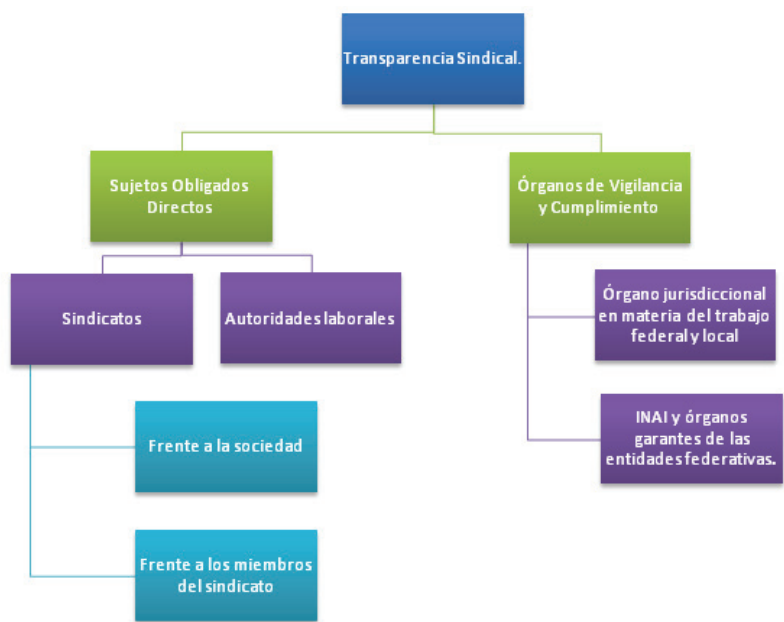 Transparencia Sindical.
Sujetos Obligados
Directos
Órganos de Vigilancia
y Cumplimiento
Sindicatos
Autoridades laborales
Órgano jurisdiccional
en materia del trabajo
federal y local
Frente a la sociedad
INAI y órganos
garantes de las
entidades federativas.
Frente a los miembros
del sindicato